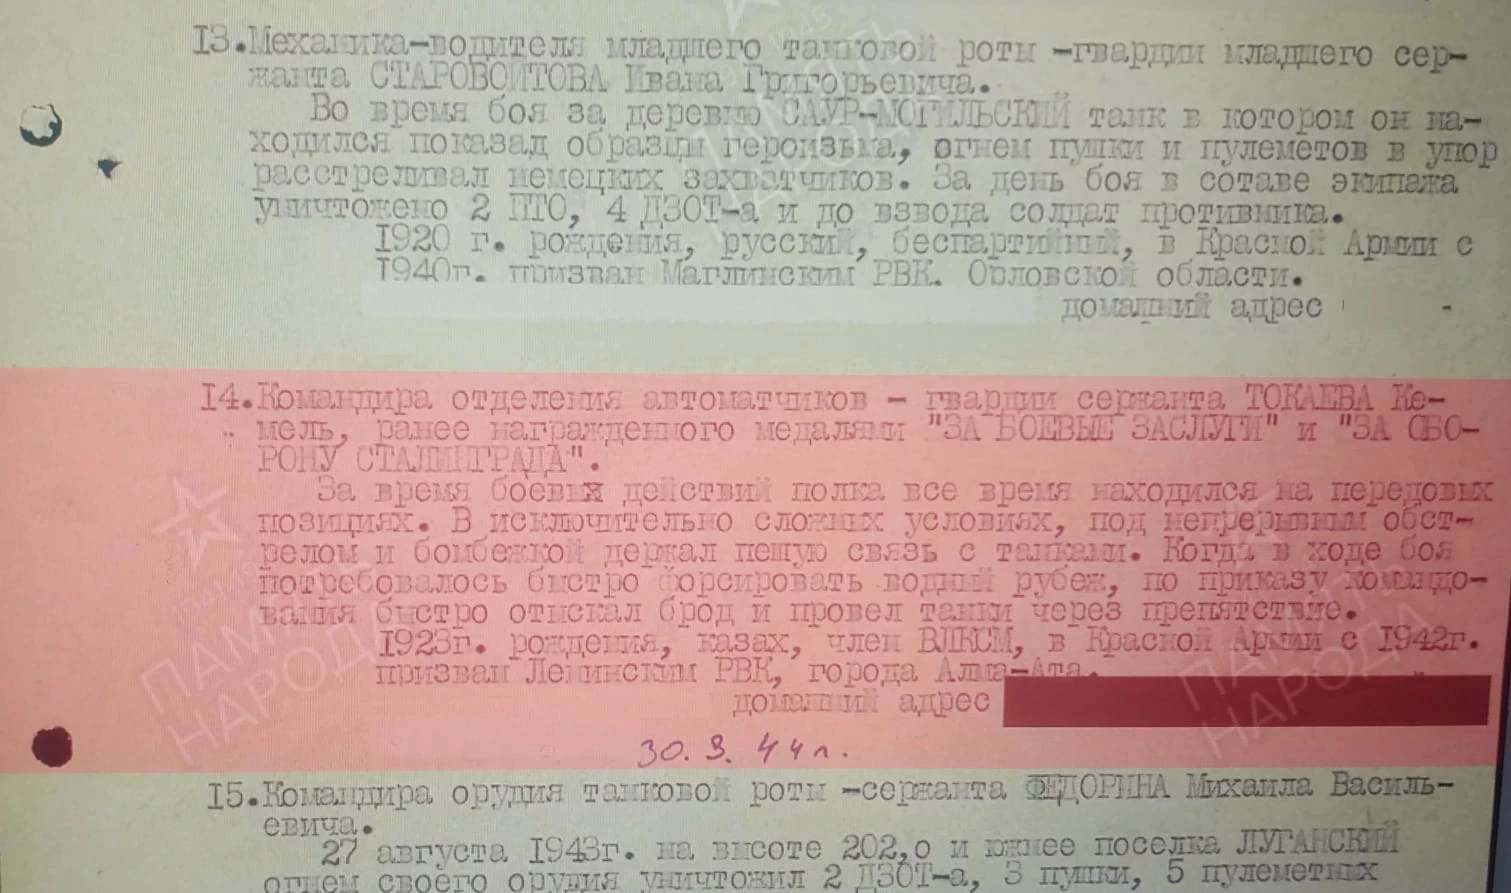 13.Механика-водителя младшего танковой роты -гвардии младшего сер-
жанта СТАРОВОЙТОВА Ивана Григорьевича.
Во время боя за деревню САУР-МОГИЛЬСКИЙ танк в котором он на-
ходился показад образцы героизьма, огнем пушки и пулеметов в упор
расстреливал немецких захватчиков. За день боя в сотаве экипажа
уничтожено 2 ПТО, 4 ДЗОТ-а и до взвода солдат противника.
1920 г. рождения, русский, беспартийный, в Красной Армии с
1940г. призван Маглинским РВК. Орловской области.
домашний адрес
14.Командира отделения автоматчиков - гвардии сержанта ТОКАЕВА Ке-
мель, ранее награжденного медалями "ЗА БОЕВЫЕ ЗАСЛУГИ" и "ЗА ОБО-
РОНУ СТАЛИНГРАДА".
За время боевых действий полка все время находился на передовых
позициях. В исключительно сложных условиях, под непрерывным обст-
релом и бомбежкой держал пешую связь с танками. Когда в ходе боя
потребовалось быстро форсировать водный рубеж, по приказу командо-
вания быстро отыскал брод и провел танки через препятствие.
1923г. рождения, казах, член ВЛКСМ, в Красной Армии с 1942г.
призван Ленинским РВК, города Алма-Ата.
домашний адрес
30.9.44г.
15.Командира орудия танковой роты -сержанта ФЕДОРИНА Михаила Василь-
евича.
27 августа 1943г. на высоте 202,0 и южнее поселка ЛУГАНСКИЙ
огнем своего орудия уничтожил 2 ДЗОТ-а, 3 пушки, 5 пулеметных
ПАМЯТЬ
НАРОДА
ПАМЯТЬ
НАРОДА